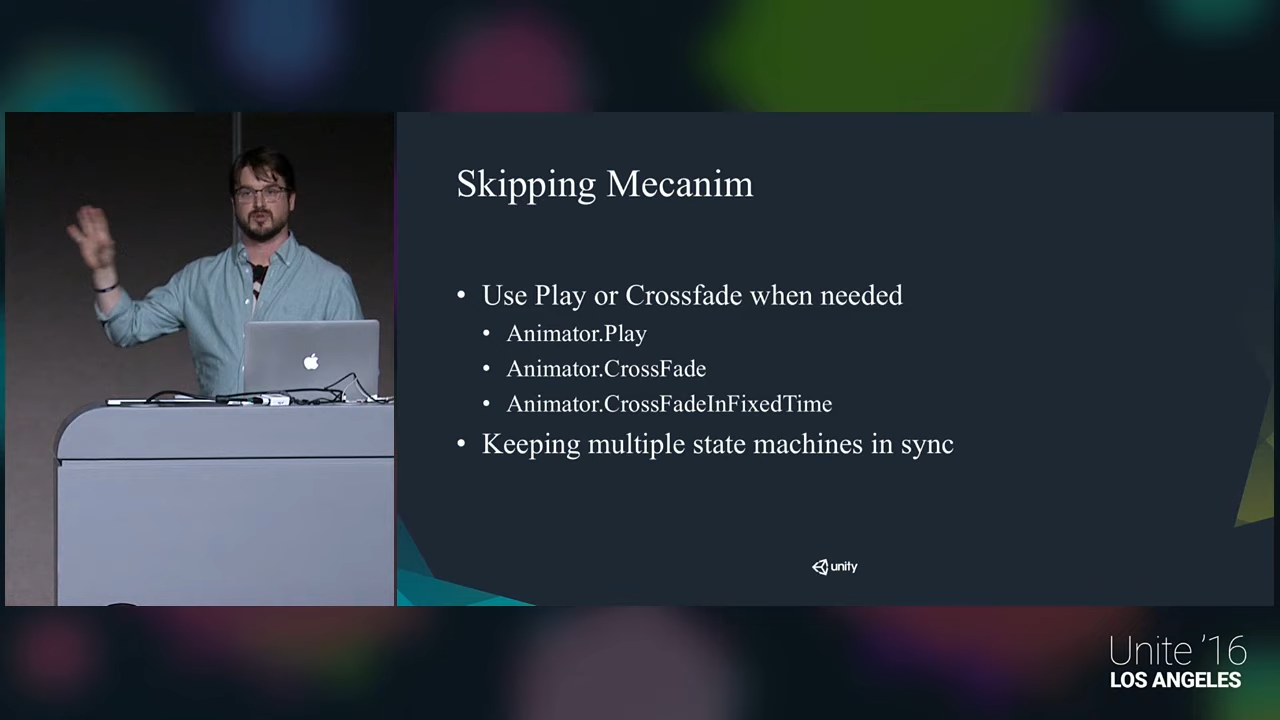 Skipping Mecanim
• Use Play or Crossfade when needed
• Animator.Play
• Animator.CrossFade
• Animator.CrossFadeInFixedTime
• Keeping multiple state machines in sync
unity
Unite '16
LOS ANGELES